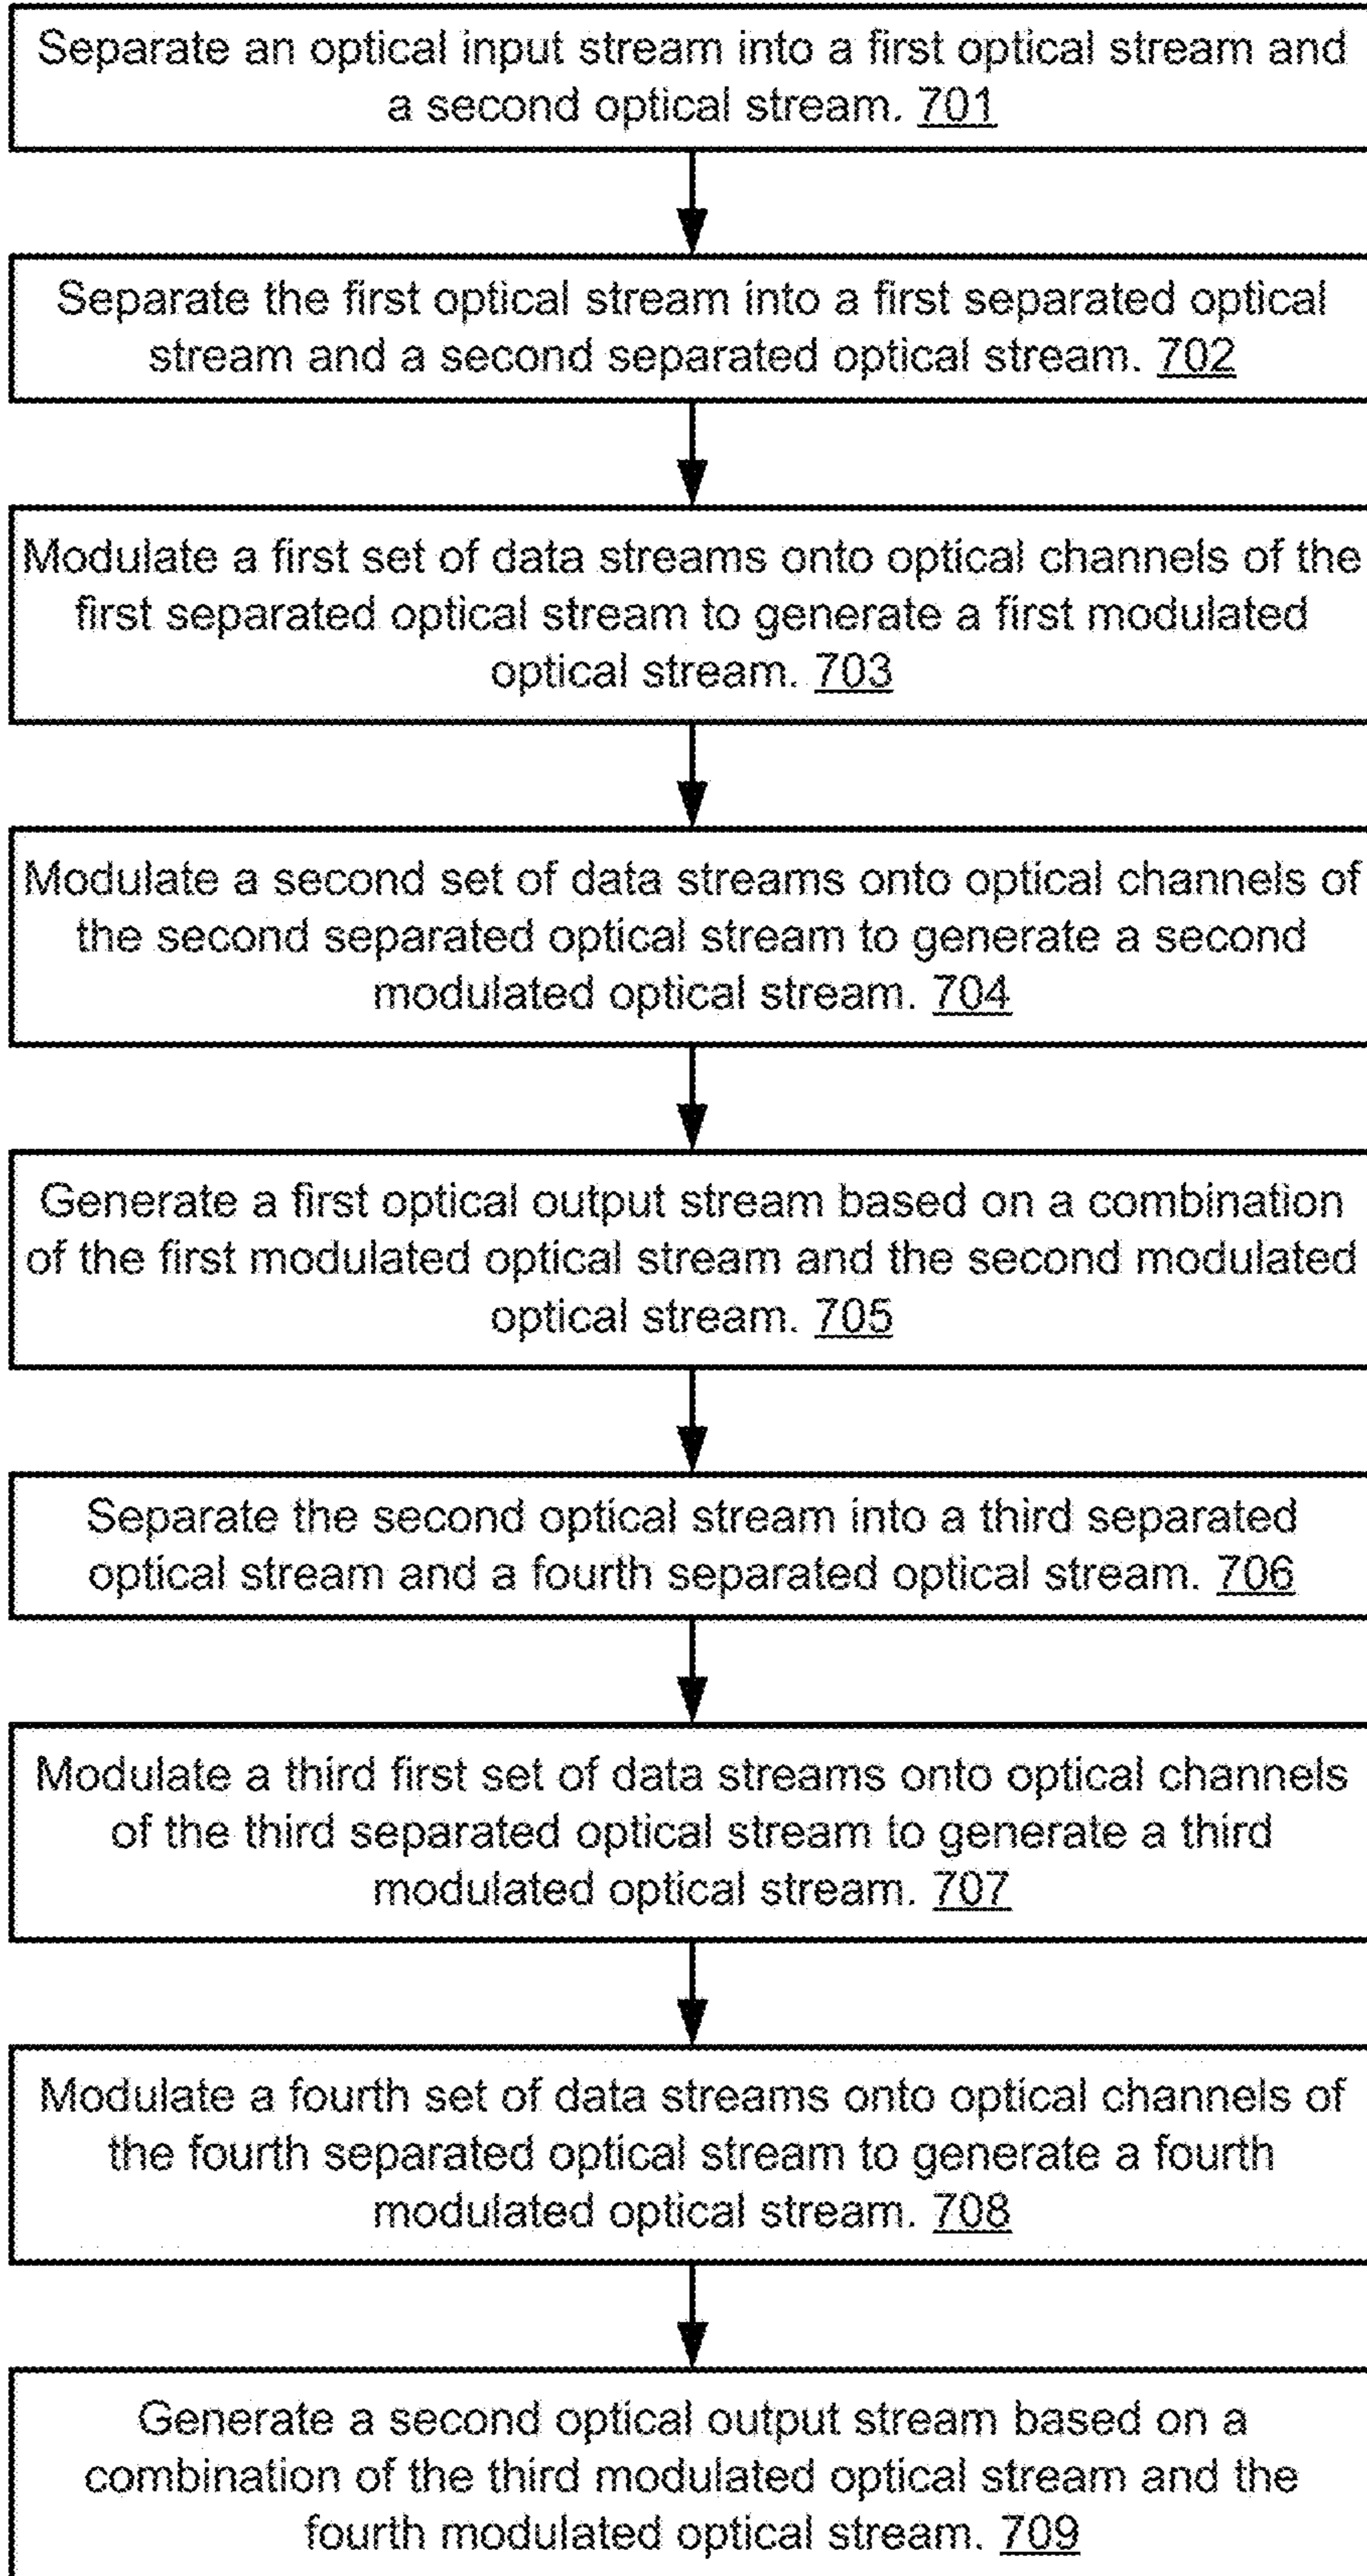 Separate an optical input stream into a first optical stream and
a second optical stream. 701
Separate the first optical stream into a first separated optical
stream and a second separated optical stream. 702
Modulate a first set of data streams onto optical channels of the
first separated optical stream to generate a first modulated
optical stream. 703
Modulate a second set of data streams onto optical channels of
the second separated optical stream to generate a second
modulated optical stream. 704
Generate a first optical output stream based on a combination
of the first modulated optical stream and the second modulated
optical stream. 705
Separate the second optical stream into a third separated
optical stream and a fourth separated optical stream. 706
Modulate a third first set of data streams onto optical channels
of the third separated optical stream to generate a third
modulated optical stream. 707
Modulate a fourth set of data streams onto optical channels of
the fourth separated optical stream to generate a fourth
modulated optical stream. 708
Generate a second optical output stream based on a
combination of the third modulated optical stream and the
fourth modulated optical stream. 709